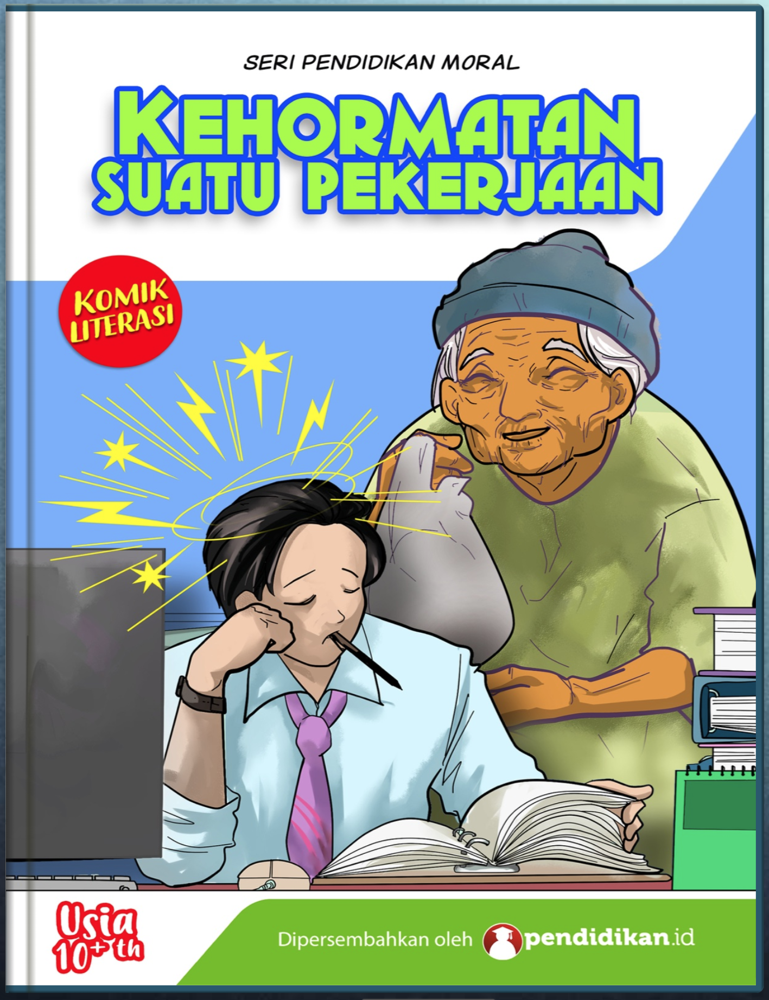 SERI PENDIDIKAN MORAL
KEHORMATAN
SUATU PEKERJAAN
KOMIK
LITERASI
Usia
10+ th
Dipersembahkan oleh pendidikan.id